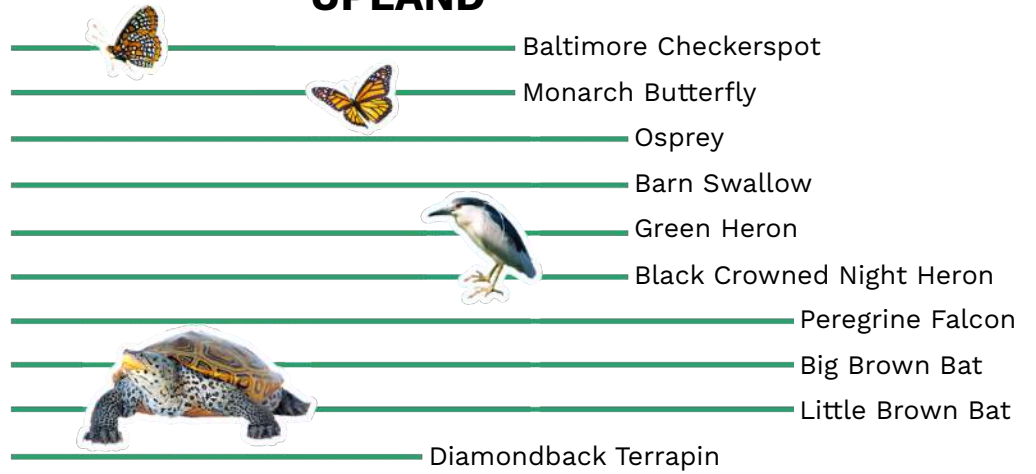 UPLAND
Baltimore Checkerspot
Monarch Butterfly
Osprey
Barn Swallow
Green Heron
Black Crowned Night Heron
Peregrine Falcon
Big Brown Bat
Little Brown Bat
Diamondback Terrapin